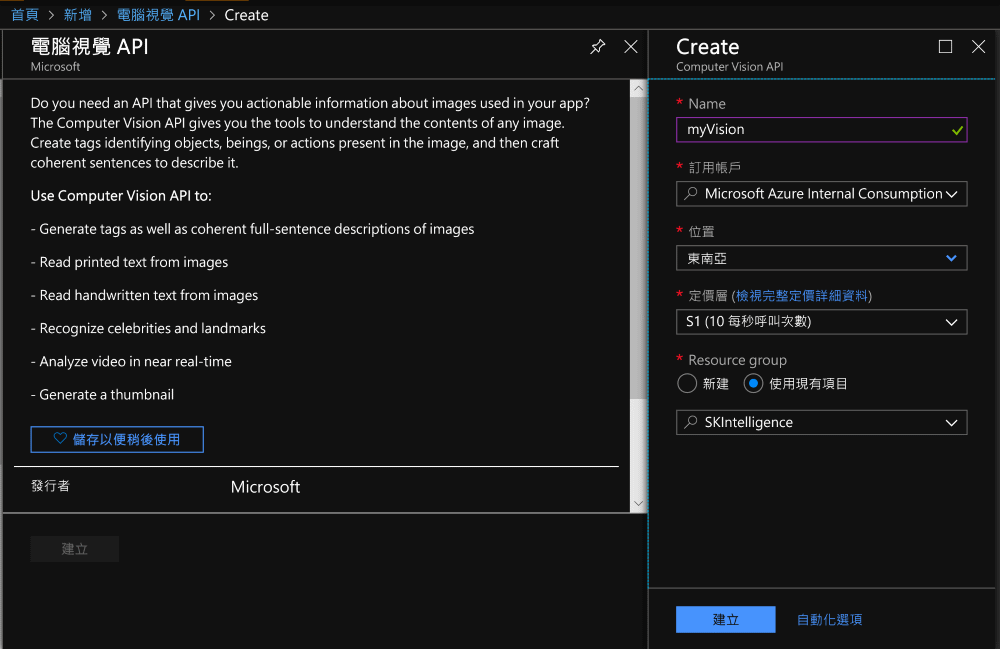 首頁 > 新增 > 電腦視覺 API > Create
電腦視覺 API
Microsoft
Do you need an API that gives you actionable information about images used in your app?
The Computer Vision API gives you the tools to understand the contents of any image.
Create tags identifying objects, beings, or actions present in the image, and then craft
coherent sentences to describe it.
Use Computer Vision API to:
- Generate tags as well as coherent full-sentence descriptions of images
- Read printed text from images
- Read handwritten text from images
- Recognize celebrities and landmarks
- Analyze video in near real-time
- Generate a thumbnail
儲存以便稍後使用
發行者 Microsoft
建立
Create
Computer Vision API
* Name
myVision
* 訂用帳戶
Microsoft Azure Internal Consumption
* 位置
東南亞
* 定價層 (檢視完整定價詳細資料)
S1 (10 每秒呼叫次數)
* Resource group
新建 使用現有項目
SKIntelligence
建立 自動化選項